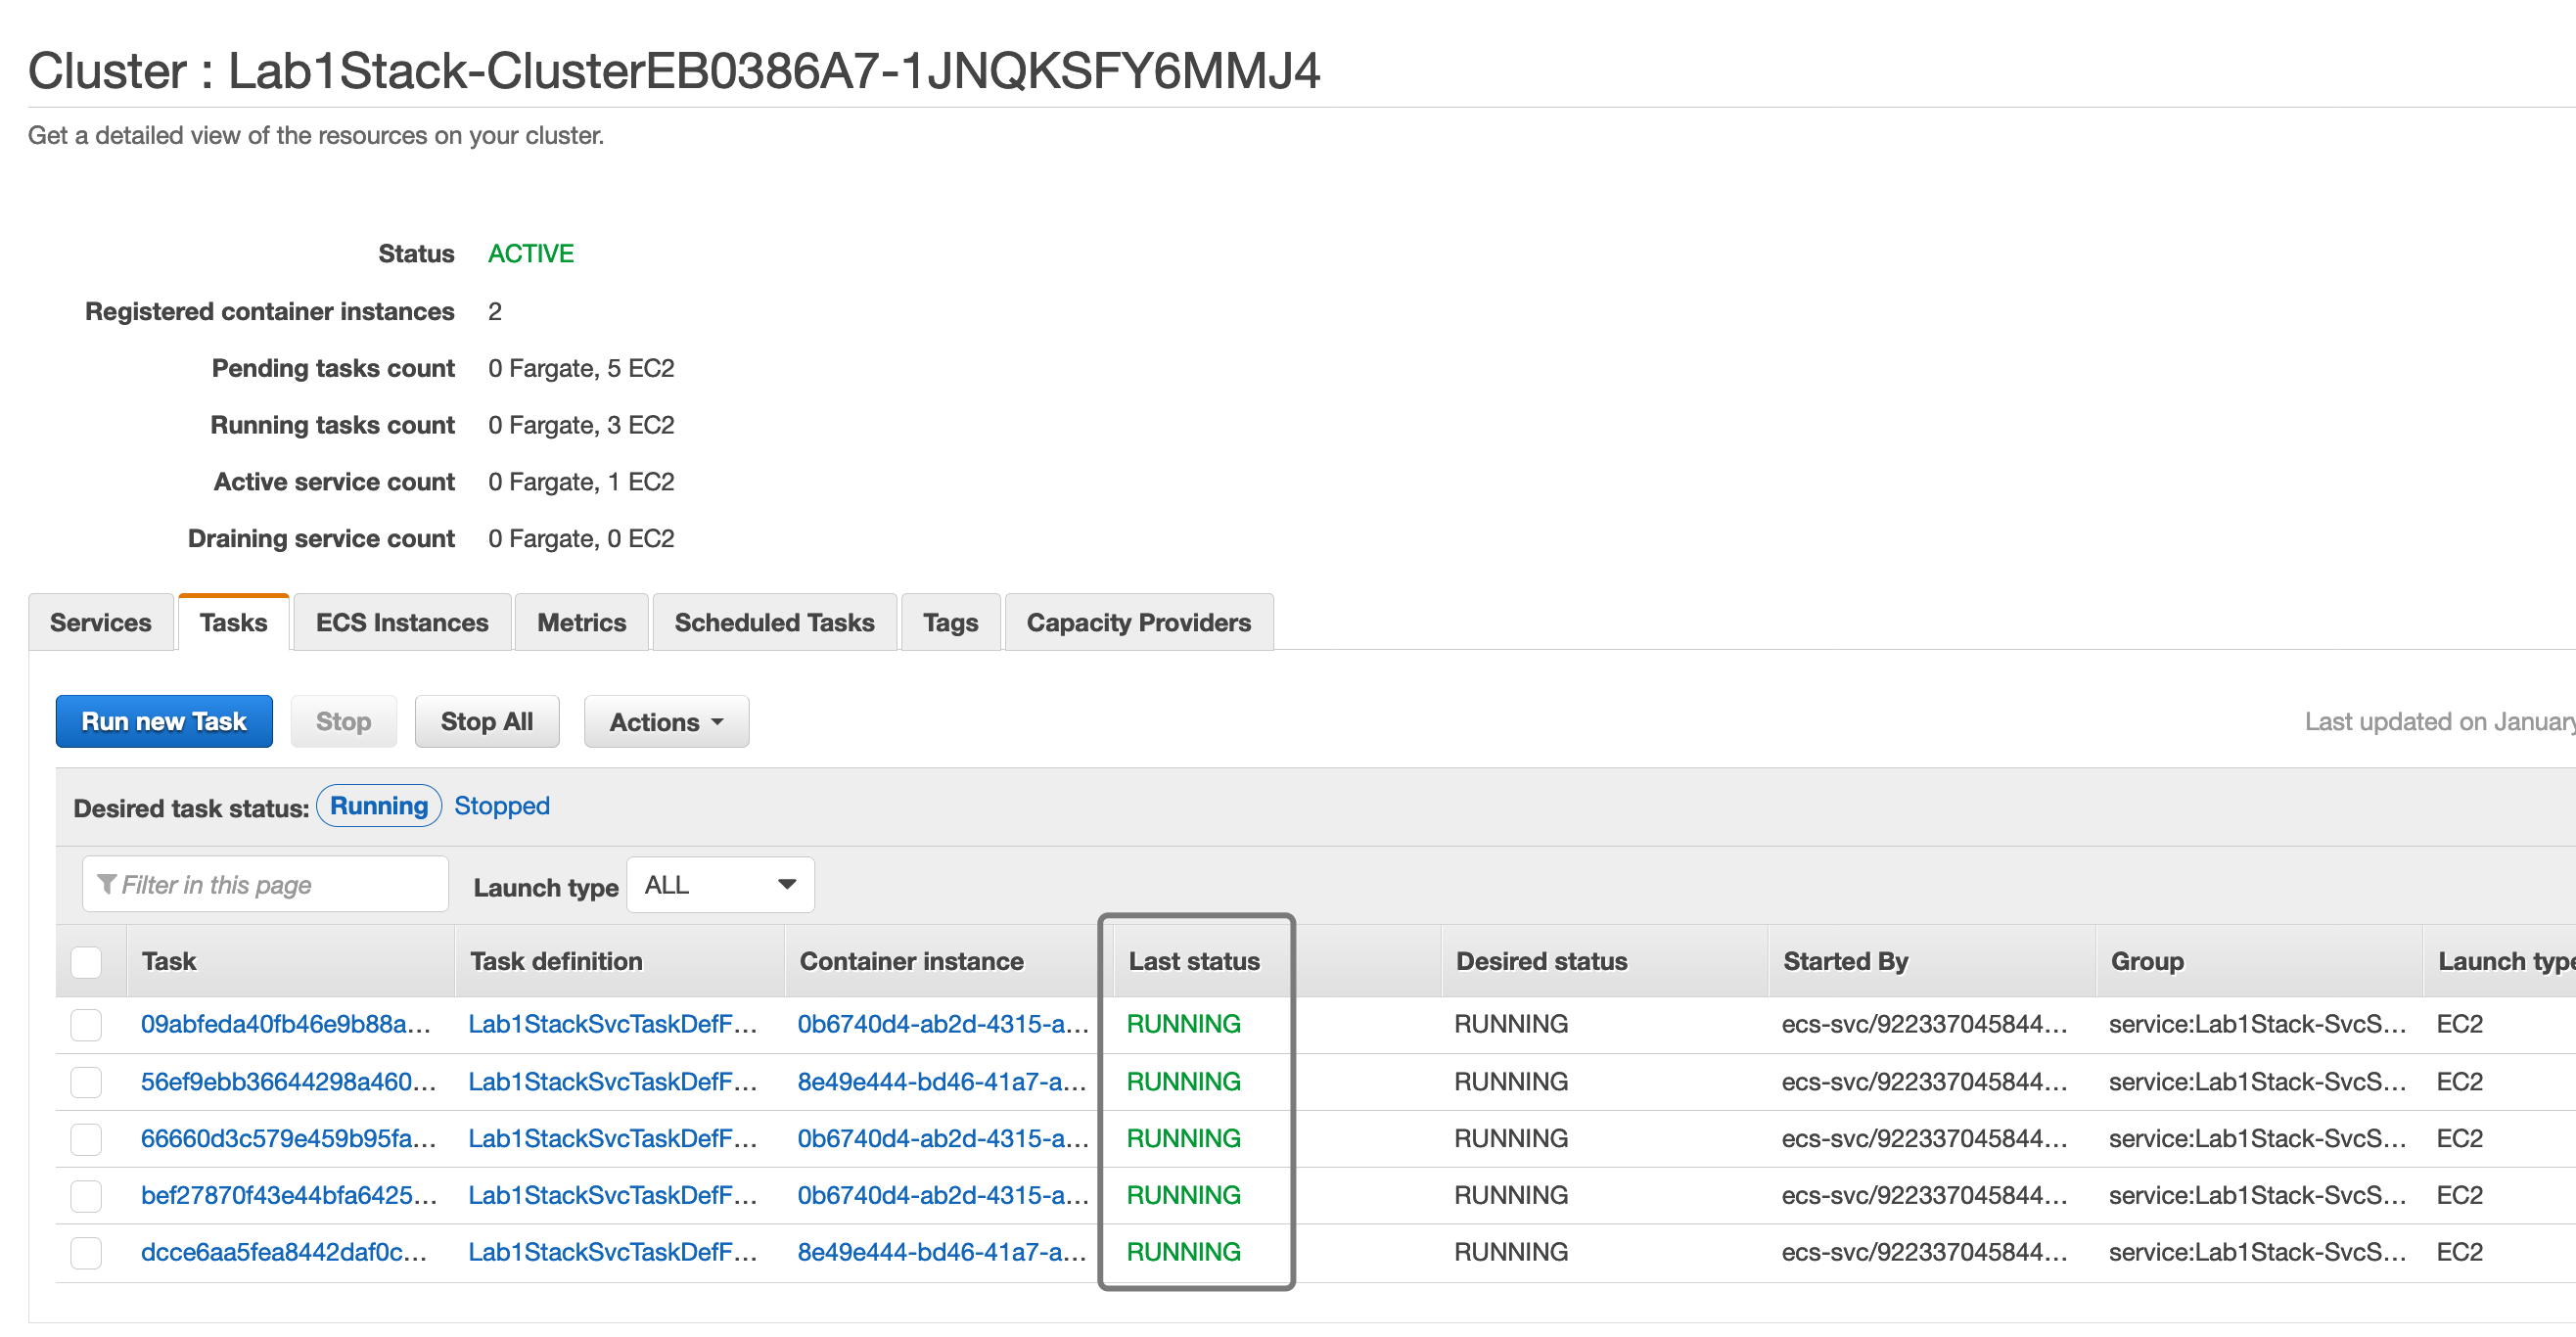 Cluster : Lab1Stack-ClusterEB0386A7-1JNQKSFY6MMJ4
Get a detailed view of the resources on your cluster.
Status ACTIVE
Registered container instances 2
Pending tasks count 0 Fargate, 5 EC2
Running tasks count 0 Fargate, 3 EC2
Active service count 0 Fargate, 1 EC2
Draining service count 0 Fargate, 0 EC2
Services Tasks ECS Instances Metrics Scheduled Tasks Tags Capacity Providers
Run new Task Stop Stop All Actions Last updated on January
Desired task status: Running Stopped
Filter in this page Launch type ALL
Task Task definition Container instance Last status Desired status Started By Group Launch type
09abfeda40fb46e9b88a... Lab1StackSvcTaskDefF... 0b6740d4-ab2d-4315-a... RUNNING RUNNING ecs-svc/922337045844... service:Lab1Stack-SvcS... EC2
56ef9ebb36644298a460... Lab1StackSvcTaskDefF... 8e49e444-bd46-41a7-a... RUNNING RUNNING ecs-svc/922337045844... service:Lab1Stack-SvcS... EC2
66660d3c579e459b95fa... Lab1StackSvcTaskDefF... 0b6740d4-ab2d-4315-a... RUNNING RUNNING ecs-svc/922337045844... service:Lab1Stack-SvcS... EC2
bef27870f43e44bfa6425... Lab1StackSvcTaskDefF... 0b6740d4-ab2d-4315-a... RUNNING RUNNING ecs-svc/922337045844... service:Lab1Stack-SvcS... EC2
dcce6aa5fea8442daf0c... Lab1StackSvcTaskDefF... 8e49e444-bd46-41a7-a... RUNNING RUNNING ecs-svc/922337045844... service:Lab1Stack-SvcS... EC2